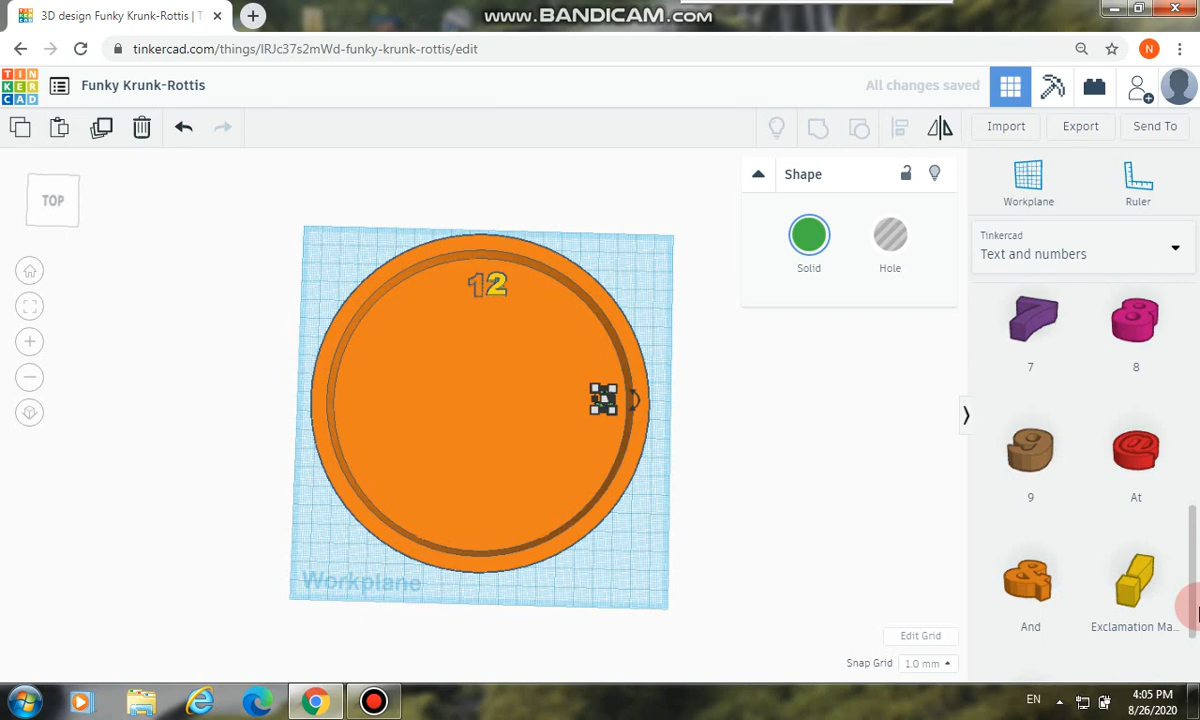 www.BANDICAM.com
3D design Funky Krunk-Rottis | T
tinkercad.com/things/lRJc37s2mWd-funky-krunk-rottis/edit
N
TIN
KER
CAD
Funky Krunk-Rottis
All changes saved
Import
Export
Send To
TOP
Shape
Solid
Hole
Workplane
Ruler
Tinkercad
Text and numbers
12
7
8
9
At
And
Exclamation Ma...
Workplane
Edit Grid
Snap Grid
1.0 mm
EN
4:05 PM
8/26/2020